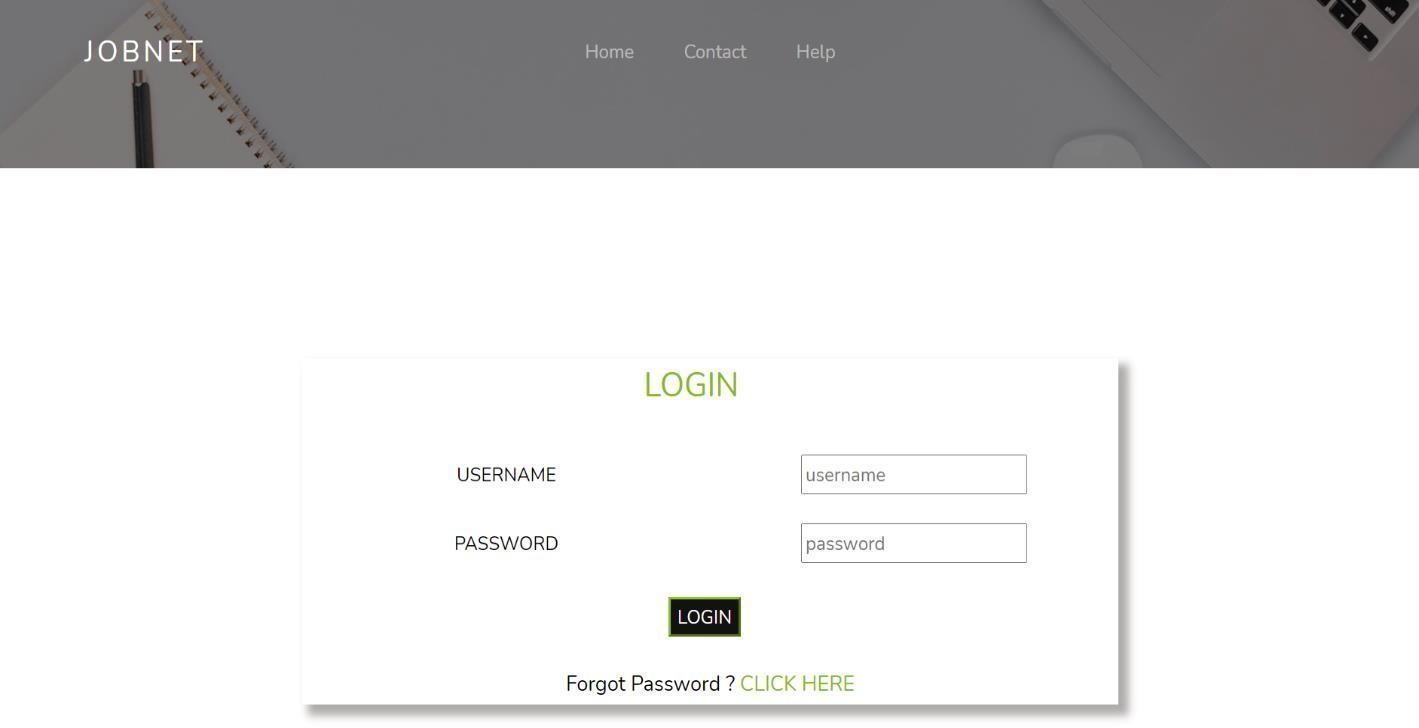 JOBNET
Home Contact Help
LOGIN
USERNAME username
PASSWORD password
LOGIN
Forgot Password ? CLICK HERE